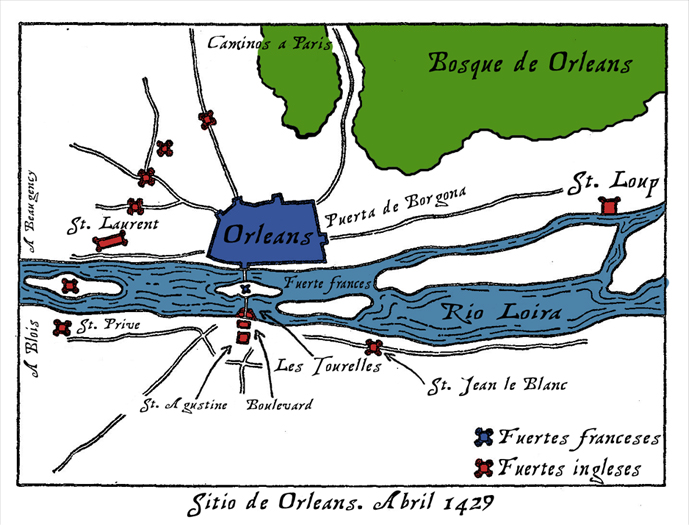 Caminos a Paris
Bosque de Orleans
St. Loup
A Beaugency
Puerta de Borgona
St. Laurent
Orleans
Fuerte frances
Rio Loira
A Blois
St. Prive
Les Tourelles
St. Jean le Blanc
St. Agustine
Boulevard
Fuertes franceses
Fuertes ingleses
Sitio de Orleans. Abril 1429